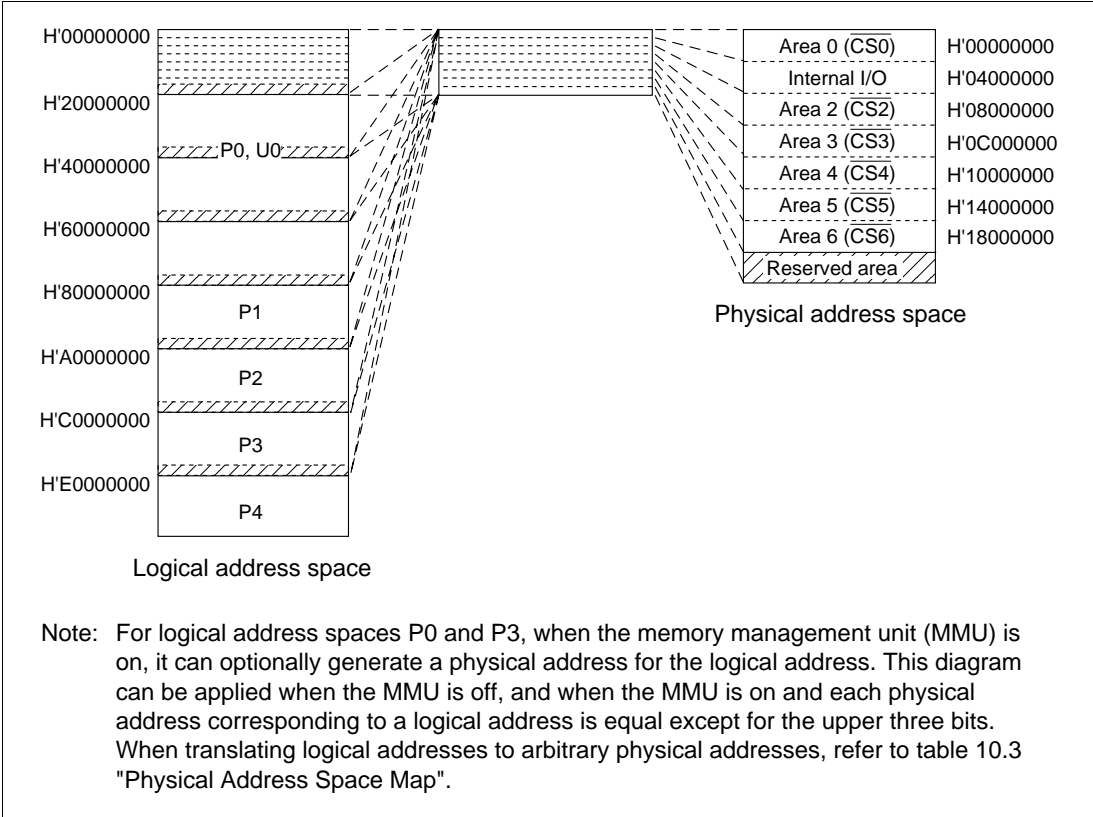 H'00000000
H'20000000
H'40000000
H'60000000
H'80000000
H'A0000000
H'C0000000
H'E0000000
P0, U0
P1
P2
P3
P4
Logical address space
Area 0 (CS0) H'00000000
Internal I/O H'04000000
Area 2 (CS2) H'08000000
Area 3 (CS3) H'0C000000
Area 4 (CS4) H'10000000
Area 5 (CS5) H'14000000
Area 6 (CS6) H'18000000
Reserved area
Physical address space
Note: For logical address spaces P0 and P3, when the memory management unit (MMU) is
on, it can optionally generate a physical address for the logical address. This diagram
can be applied when the MMU is off, and when the MMU is on and each physical
address corresponding to a logical address is equal except for the upper three bits.
When translating logical addresses to arbitrary physical addresses, refer to table 10.3
"Physical Address Space Map".